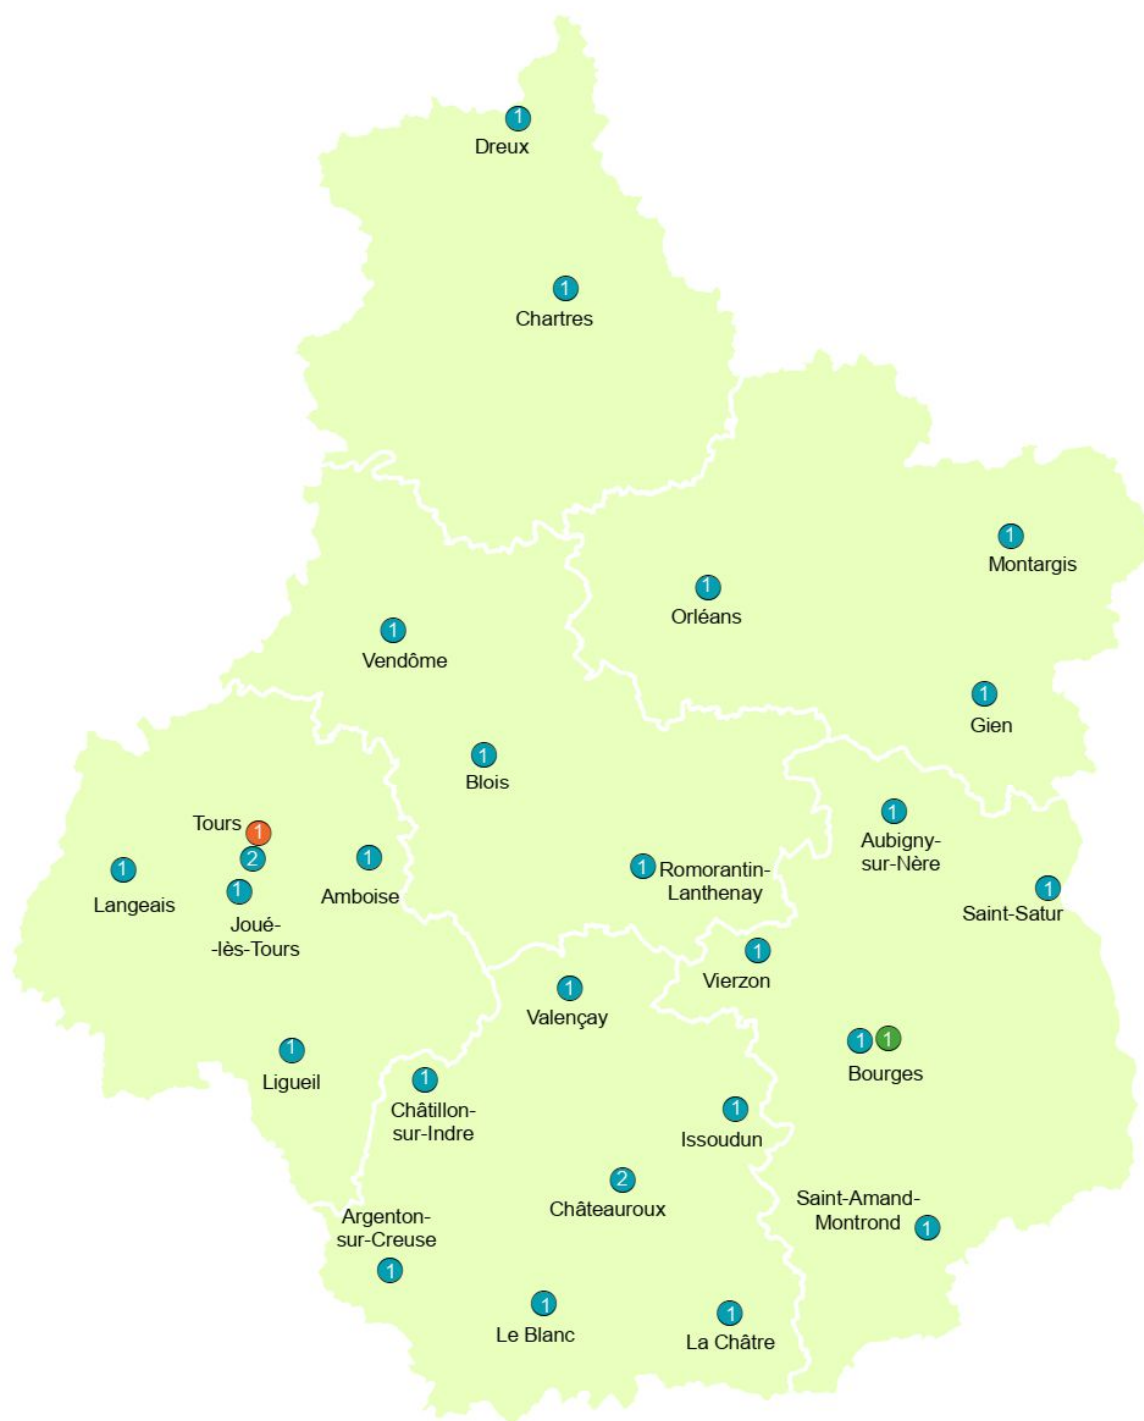 1
Dreux
1
Chartres
1
Montargis
1
Orléans
1
Vendôme
1
Gien
1
Blois
1
Aubigny-
sur-Nère
Tours 1
2
1
Joué-
-lès-Tours
1
Langeais
1
Amboise
1 Romorantin-
Lanthenay
1
Saint-Satur
1
Vierzon
1
Valençay
1 1
Bourges
1
Ligueil
1
Châtillon-
sur-Indre
1
Issoudun
2
Châteauroux
Saint-Amand-
Montrond 1
Argenton-
sur-Creuse
1
1
Le Blanc
1
La Châtre